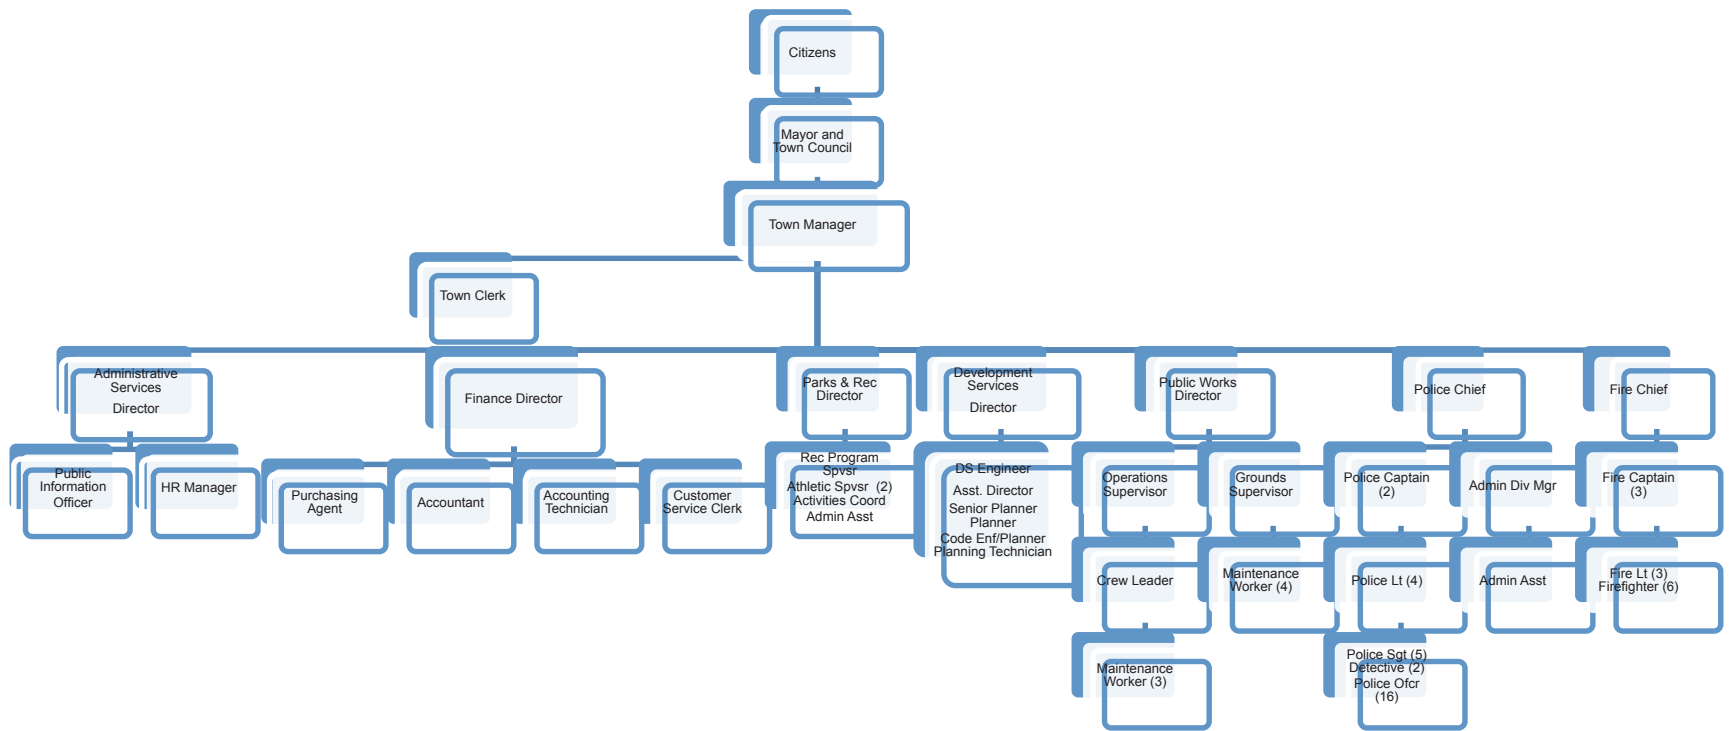 Citizens
Mayor and
Town Council
Town Manager
Town Clerk
Administrative
Services
Director
Finance Director
Parks & Rec
Director
Development
Services
Director
Public Works
Director
Police Chief
Fire Chief
Public
Information
Officer
HR Manager
Purchasing
Agent
Accountant
Accounting
Technician
Customer
Service Clerk
Rec Program
Spvsr
Athletic Spvsr (2)
Activities Coord
Admin Asst
DS Engineer
Asst. Director
Senior Planner
Planner
Code Enf/Planner
Planning Technician
Operations
Supervisor
Grounds
Supervisor
Police Captain
(2)
Admin Div Mgr
Fire Captain
(3)
Crew Leader
Maintenance
Worker (4)
Police Lt (4)
Admin Asst
Fire Lt (3)
Firefighter (6)
Maintenance
Worker (3)
Police Sgt (5)
Detective (2)
Police Ofcr
(16)